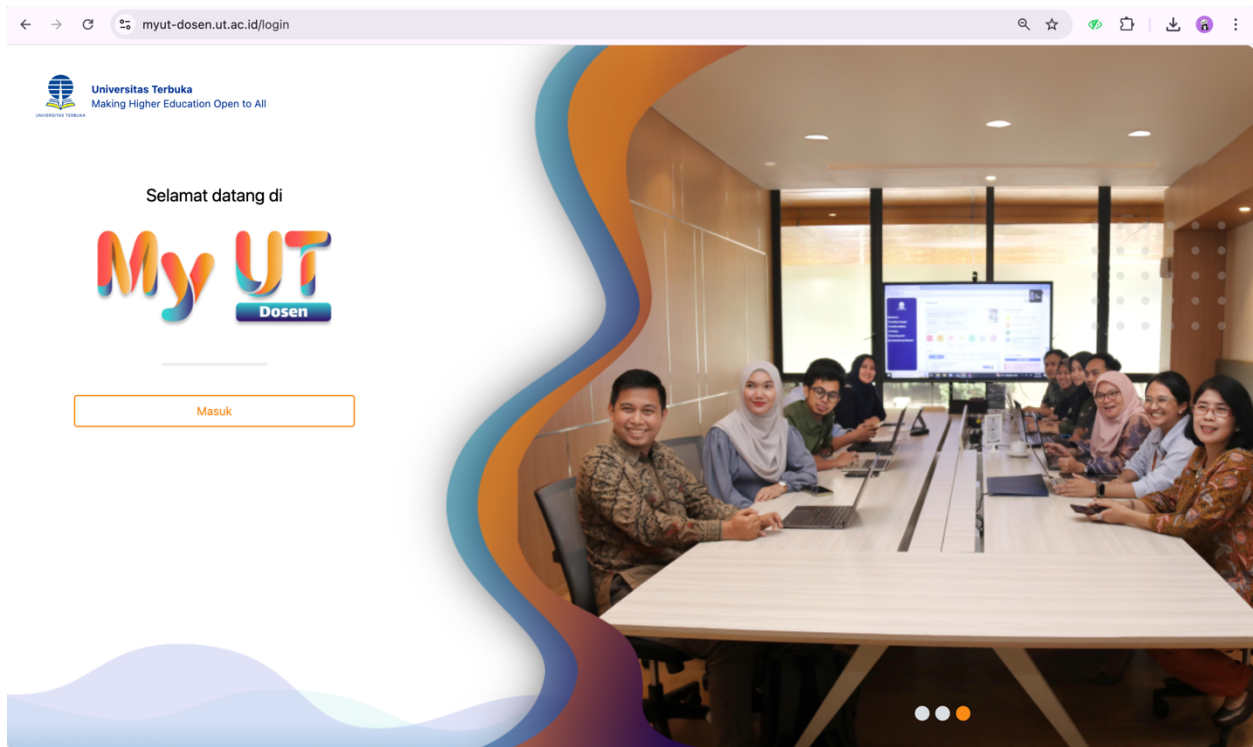 myut-dosen.ut.ac.id/login
Universitas Terbuka
Making Higher Education Open to All
UNIVERSITAS TERBUKA
Selamat datang di
My UT
Dosen
Masuk